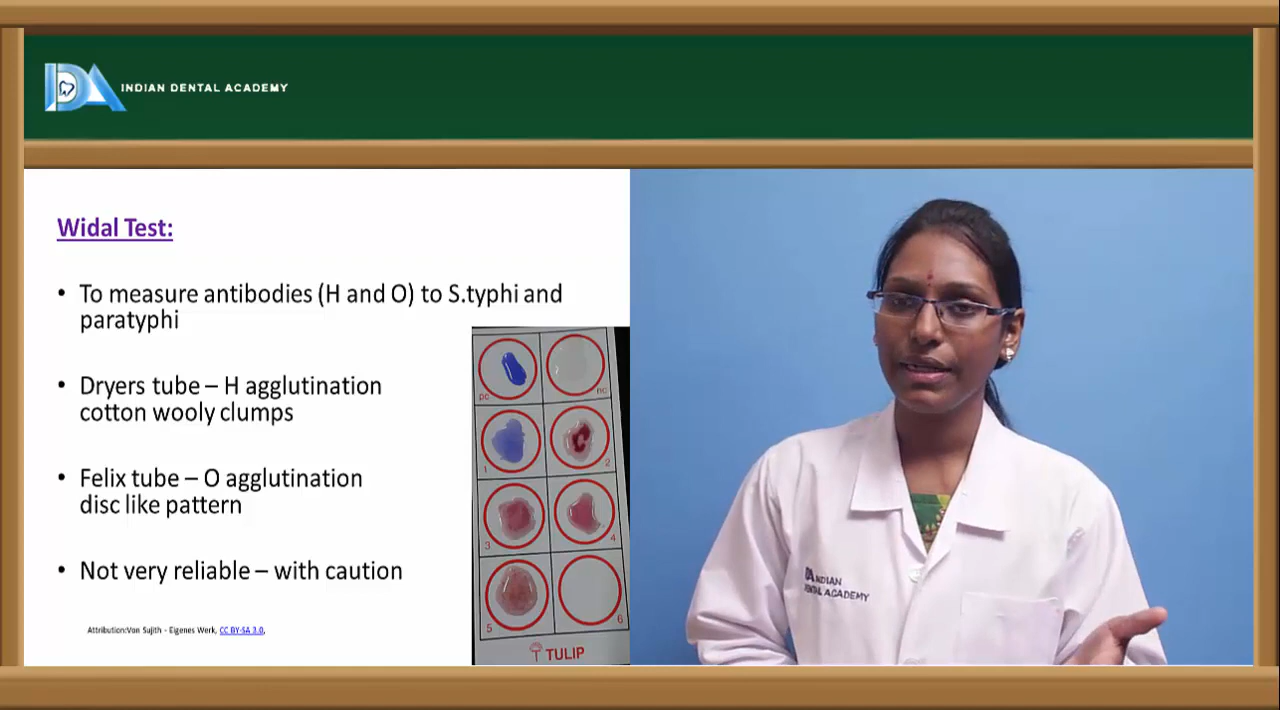 INDIAN DENTAL ACADEMY
Widal Test:
• To measure antibodies (H and O) to S.typhi and
paratyphi
• Dryers tube – H agglutination
cotton wooly clumps
• Felix tube – O agglutination
disc like pattern
• Not very reliable – with caution
Attribution:Von Sujith - Eigenes Werk, CC BY-SA 3.0,
pc
nc
1
2
3
4
5
6
TULIP
INDIAN
DENTAL ACADEMY